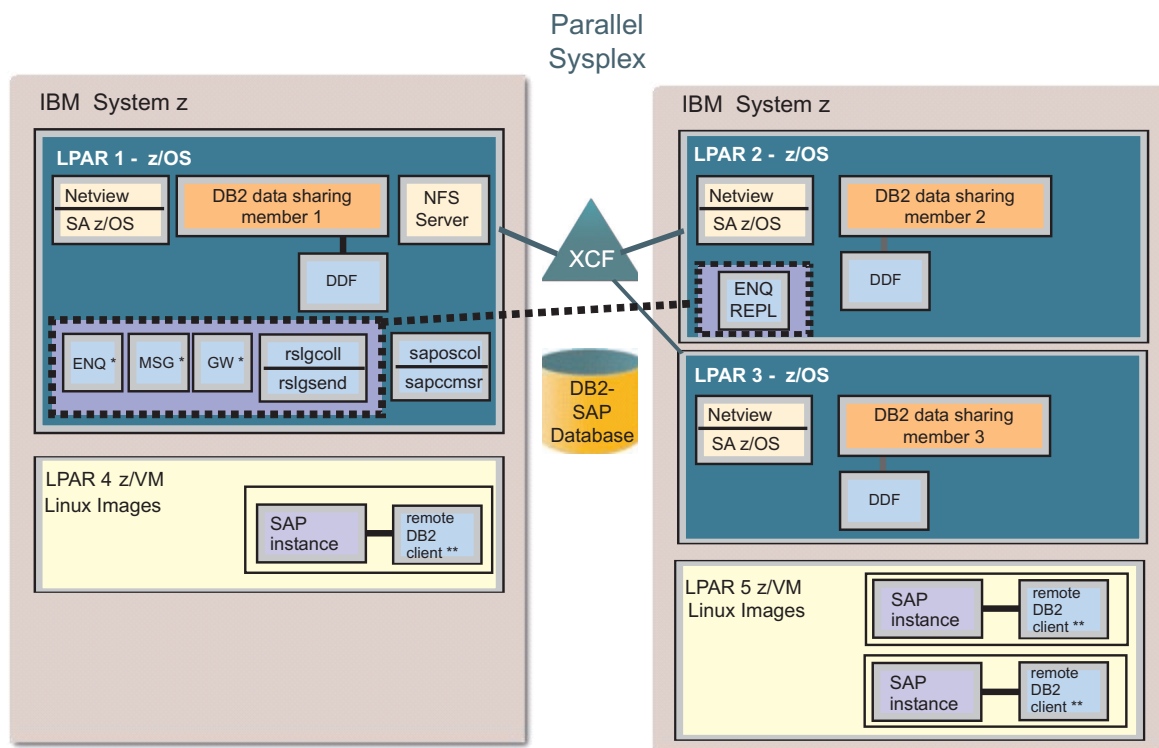 Parallel
Sysplex
IBM System z
LPAR 1 - z/OS
Netview
SA z/OS
DB2 data sharing
member 1
NFS
Server
DDF
ENQ *
MSG *
GW *
rslgcoll
rslgsend
saposcol
sapccmsr
LPAR 4 z/VM
Linux Images
SAP
instance
remote
DB2
client **
XCF
DB2-
SAP
Database
IBM System z
LPAR 2 - z/OS
Netview
SA z/OS
DB2 data sharing
member 2
ENQ
REPL
DDF
LPAR 3 - z/OS
Netview
SA z/OS
DB2 data sharing
member 3
DDF
LPAR 5 z/VM
Linux Images
SAP
instance
remote
DB2
client **
SAP
instance
remote
DB2
client **